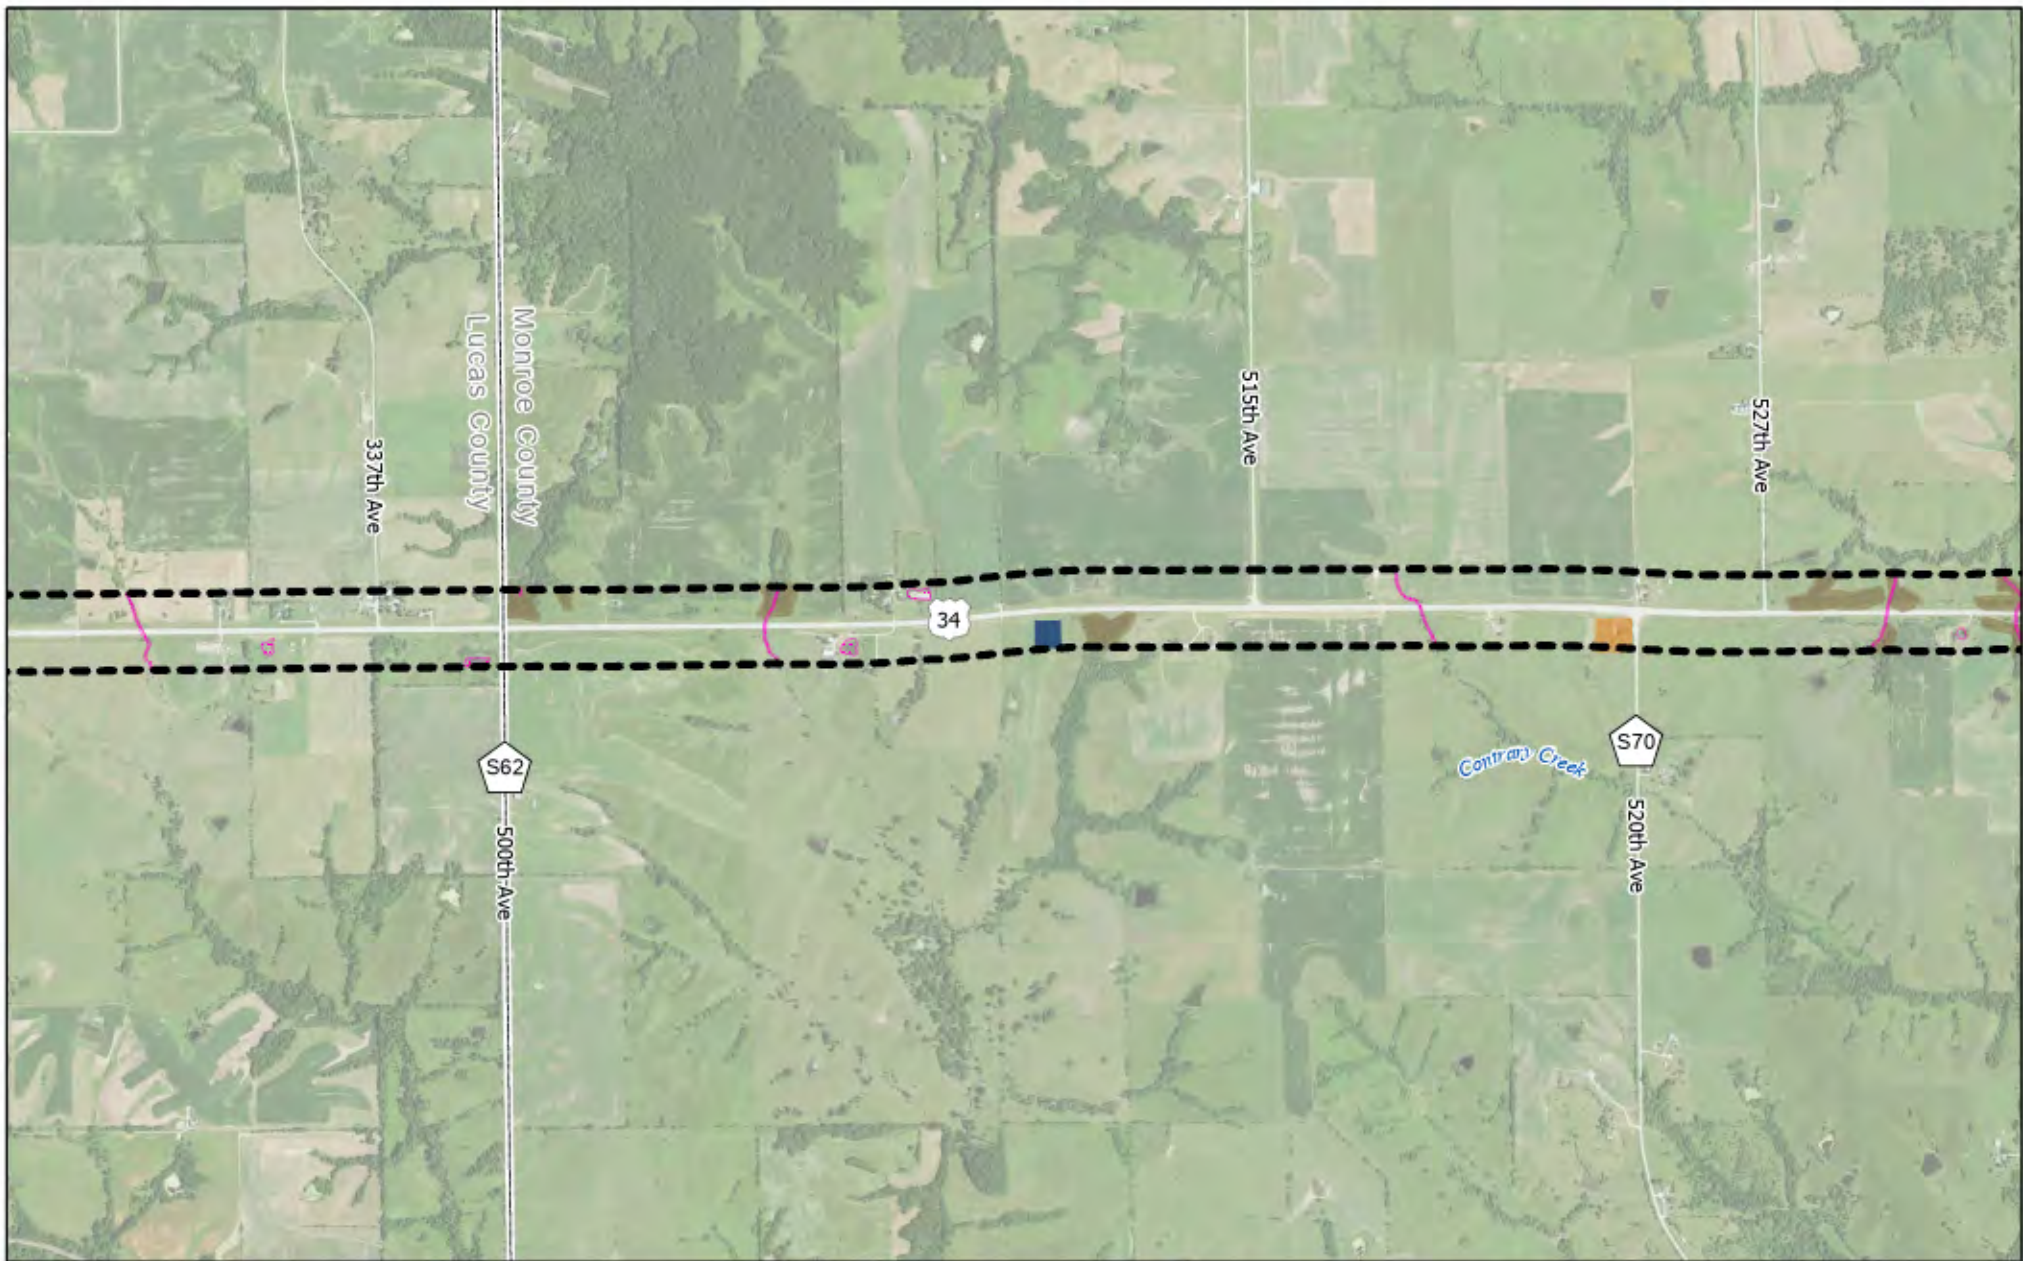 Monroe County
Lucas County
337th Ave
515th Ave
527th Ave
34
S62
500th Ave
Contrary Creek
S70
520th Ave